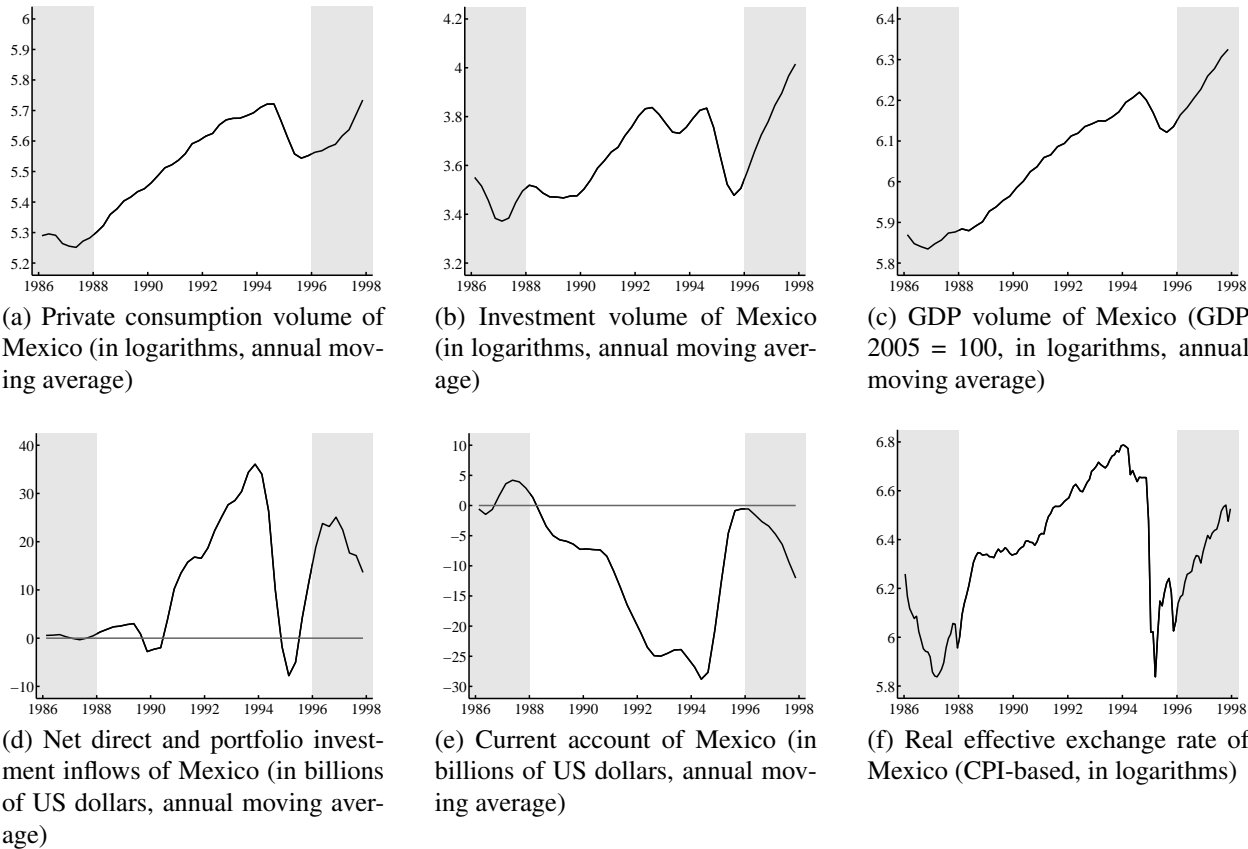 6
5.9
5.8
5.7
5.6
5.5
5.4
5.3
5.2
1986 1988 1990 1992 1994 1996 1998
(a) Private consumption volume of
Mexico (in logarithms, annual mov-
ing average)
4.2
4
3.8
3.6
3.4
3.2
1986 1988 1990 1992 1994 1996 1998
(b) Investment volume of Mexico
(in logarithms, annual moving aver-
age)
6.4
6.3
6.2
6.1
6
5.9
5.8
1986 1988 1990 1992 1994 1996 1998
(c) GDP volume of Mexico (GDP
2005 = 100, in logarithms, annual
moving average)
40
30
20
10
0
−10
1986 1988 1990 1992 1994 1996 1998
(d) Net direct and portfolio invest-
ment inflows of Mexico (in billions
of US dollars, annual moving aver-
age)
10
5
0
−5
−10
−15
−20
−25
−30
1986 1988 1990 1992 1994 1996 1998
(e) Current account of Mexico (in
billions of US dollars, annual mov-
ing average)
6.8
6.6
6.4
6.2
6
5.8
1986 1988 1990 1992 1994 1996 1998
(f) Real effective exchange rate of
Mexico (CPI-based, in logarithms)